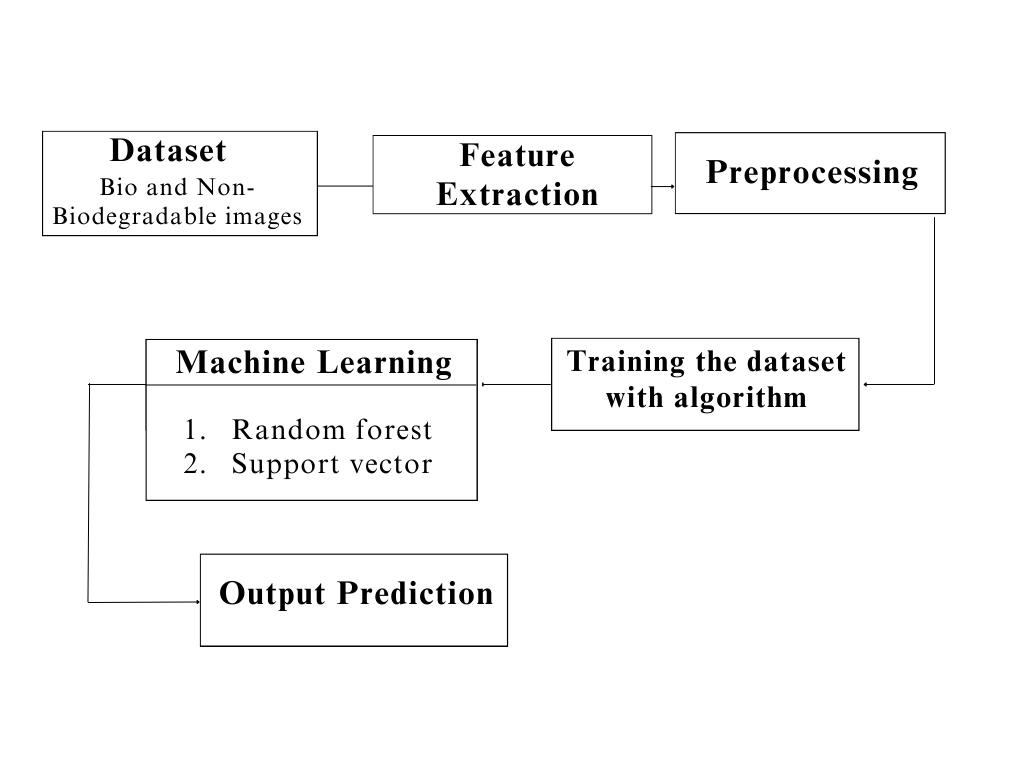 Dataset
Bio and Non-
Biodegradable images
Feature
Extraction
Preprocessing
Training the dataset
with algorithm
Machine Learning
1. Random forest
2. Support vector
Output Prediction